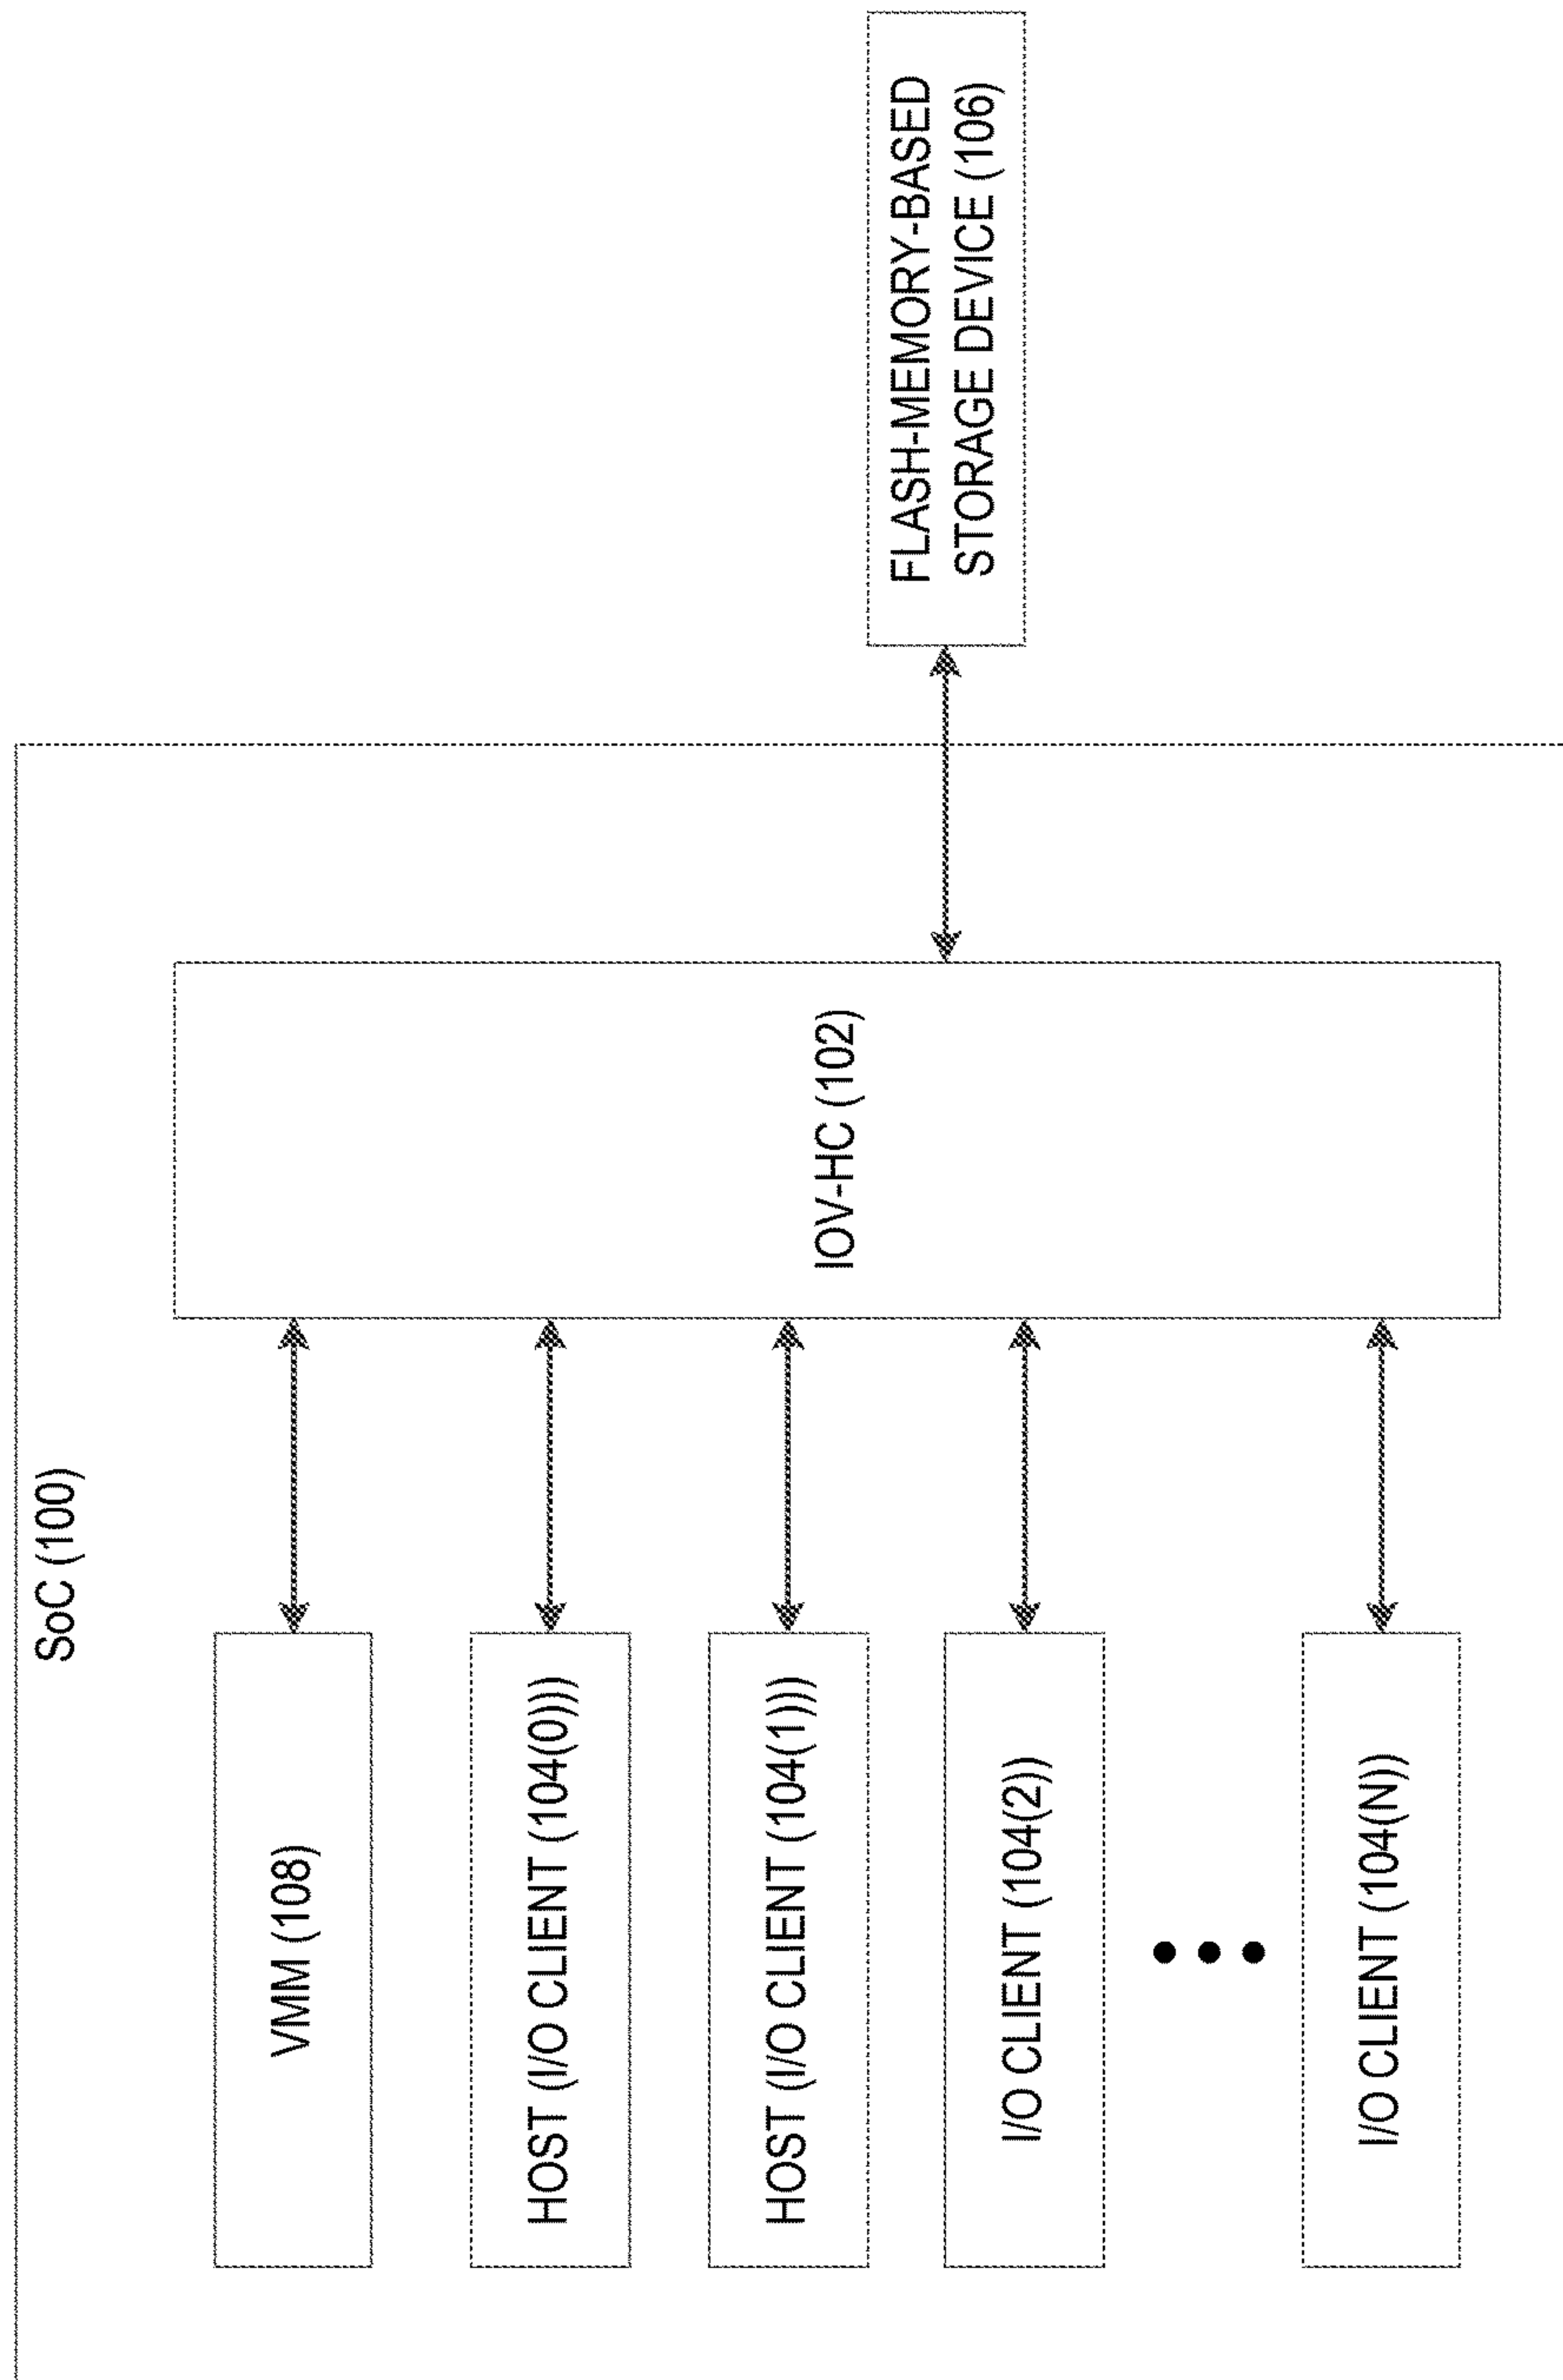 SoC (100)
VMM (108)
HOST (I/O CLIENT (104(0)))
HOST (I/O CLIENT (104(1)))
I/O CLIENT (104(2))
I/O CLIENT (104(N))
IOV-HC (102)
FLASH-MEMORY-BASED
STORAGE DEVICE (106)